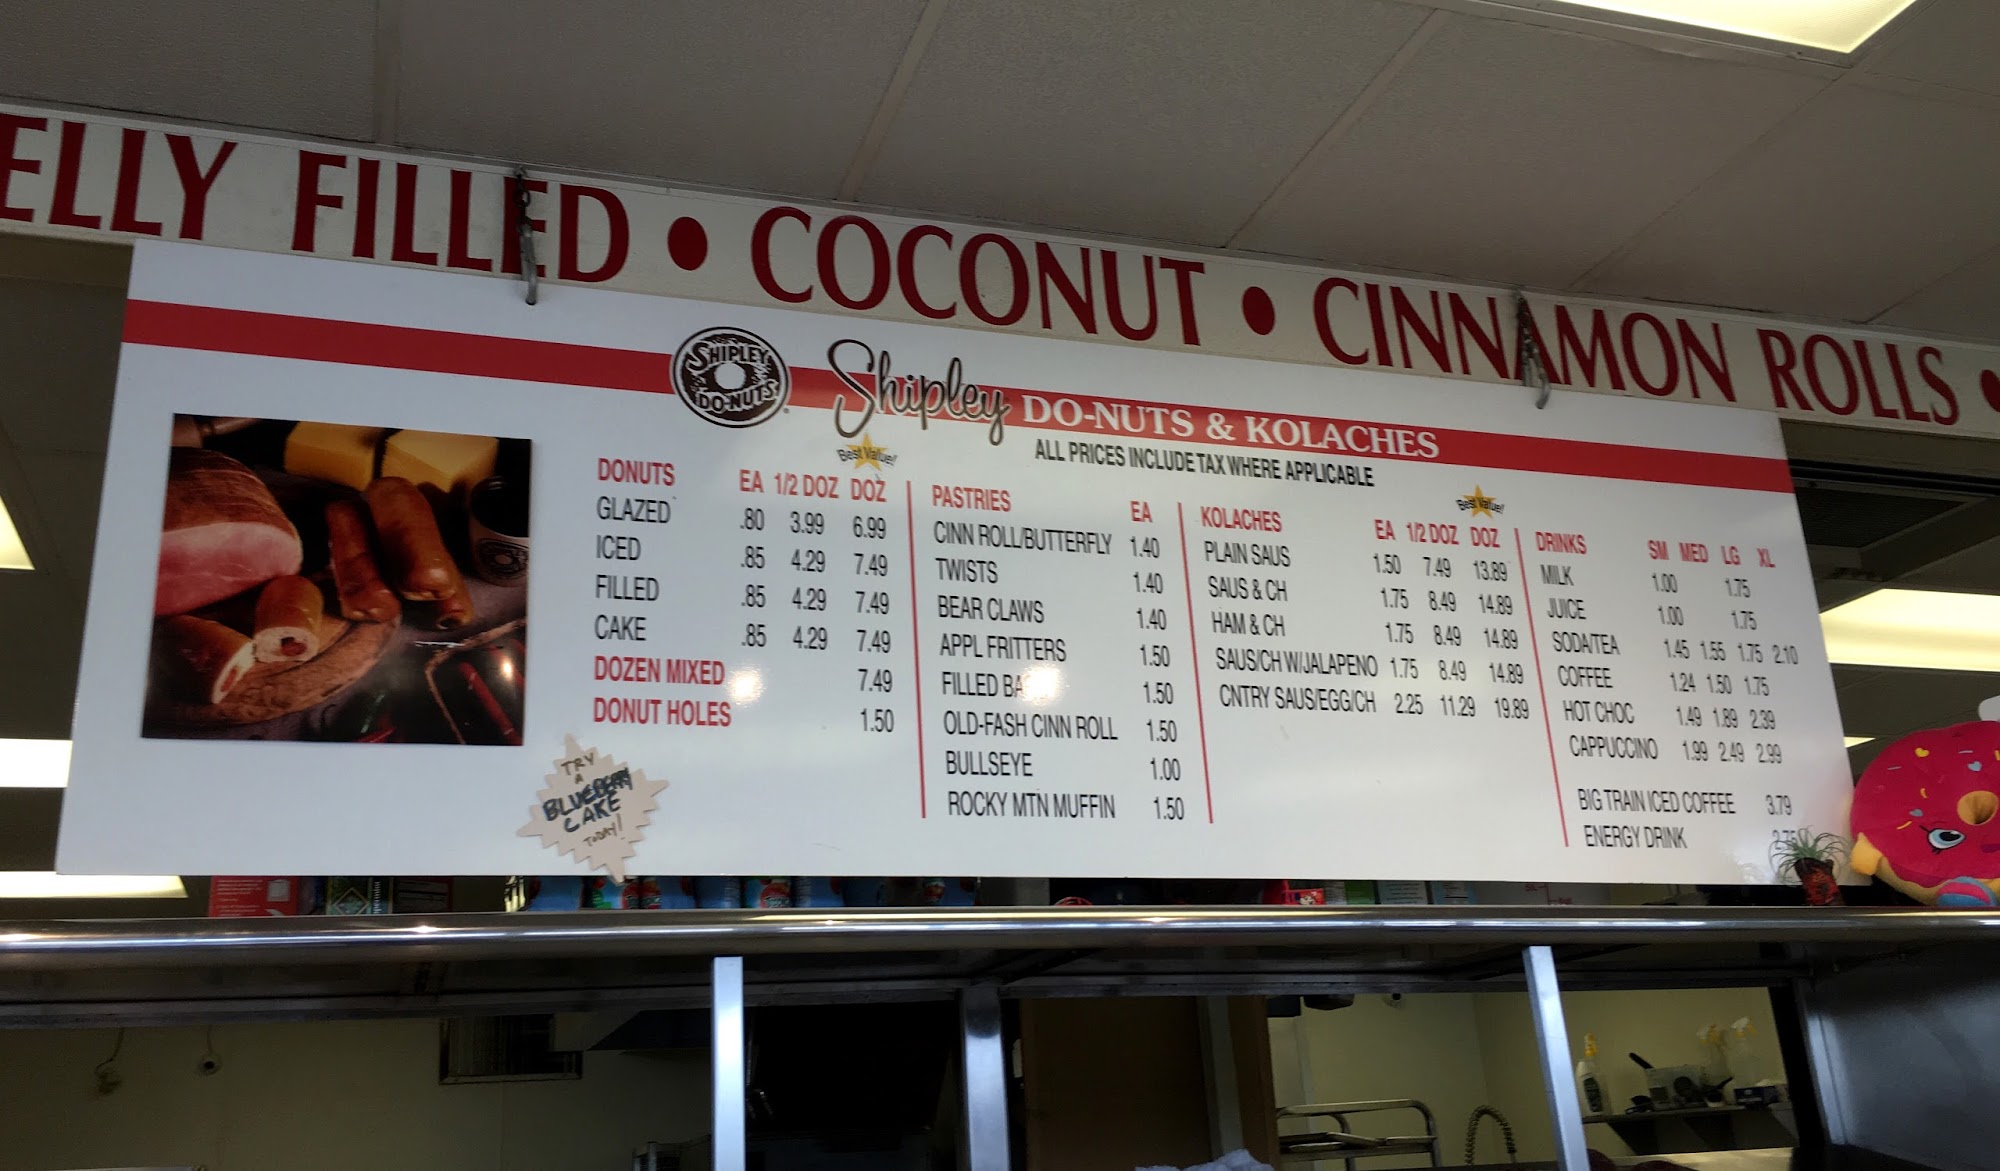 ELLY FILLED • COCONUT • CINNAMON ROLLS •
SHIPLEY DO-NUTS
Shipley DO-NUTS & KOLACHES
ALL PRICES INCLUDE TAX WHERE APPLICABLE
Best Value!
DONUTS EA 1/2 DOZ DOZ
GLAZED .80 3.99 6.99
ICED .85 4.29 7.49
FILLED .85 4.29 7.49
CAKE .85 4.29 7.49
DOZEN MIXED 7.49
DONUT HOLES 1.50
TRY
A
BLUEBERRY
CAKE
TODAY!
PASTRIES EA
CINN ROLL/BUTTERFLY 1.40
TWISTS 1.40
BEAR CLAWS 1.40
APPL FRITTERS 1.50
FILLED 1.50
OLD-FASH CINN ROLL 1.50
BULLSEYE 1.00
ROCKY MTN MUFFIN 1.50
Best Value!
KOLACHES EA 1/2 DOZ DOZ
PLAIN SAUS 1.50 7.49 13.89
SAUS & CH 1.75 8.49 14.89
HAM & CH 1.75 8.49 14.89
SAUS/CH W/JALAPENO 1.75 8.49 14.89
CNTRY SAUS/EGG/CH 2.25 11.29 19.89
DRINKS SM MED LG XL
MILK 1.00 1.75
JUICE 1.00 1.75
SODA/TEA 1.45 1.55 1.75 2.10
COFFEE 1.24 1.50 1.75
HOT CHOC 1.49 1.89 2.39
CAPPUCCINO 1.99 2.49 2.99
BIG TRAIN ICED COFFEE 3.79
ENERGY DRINK 2.75